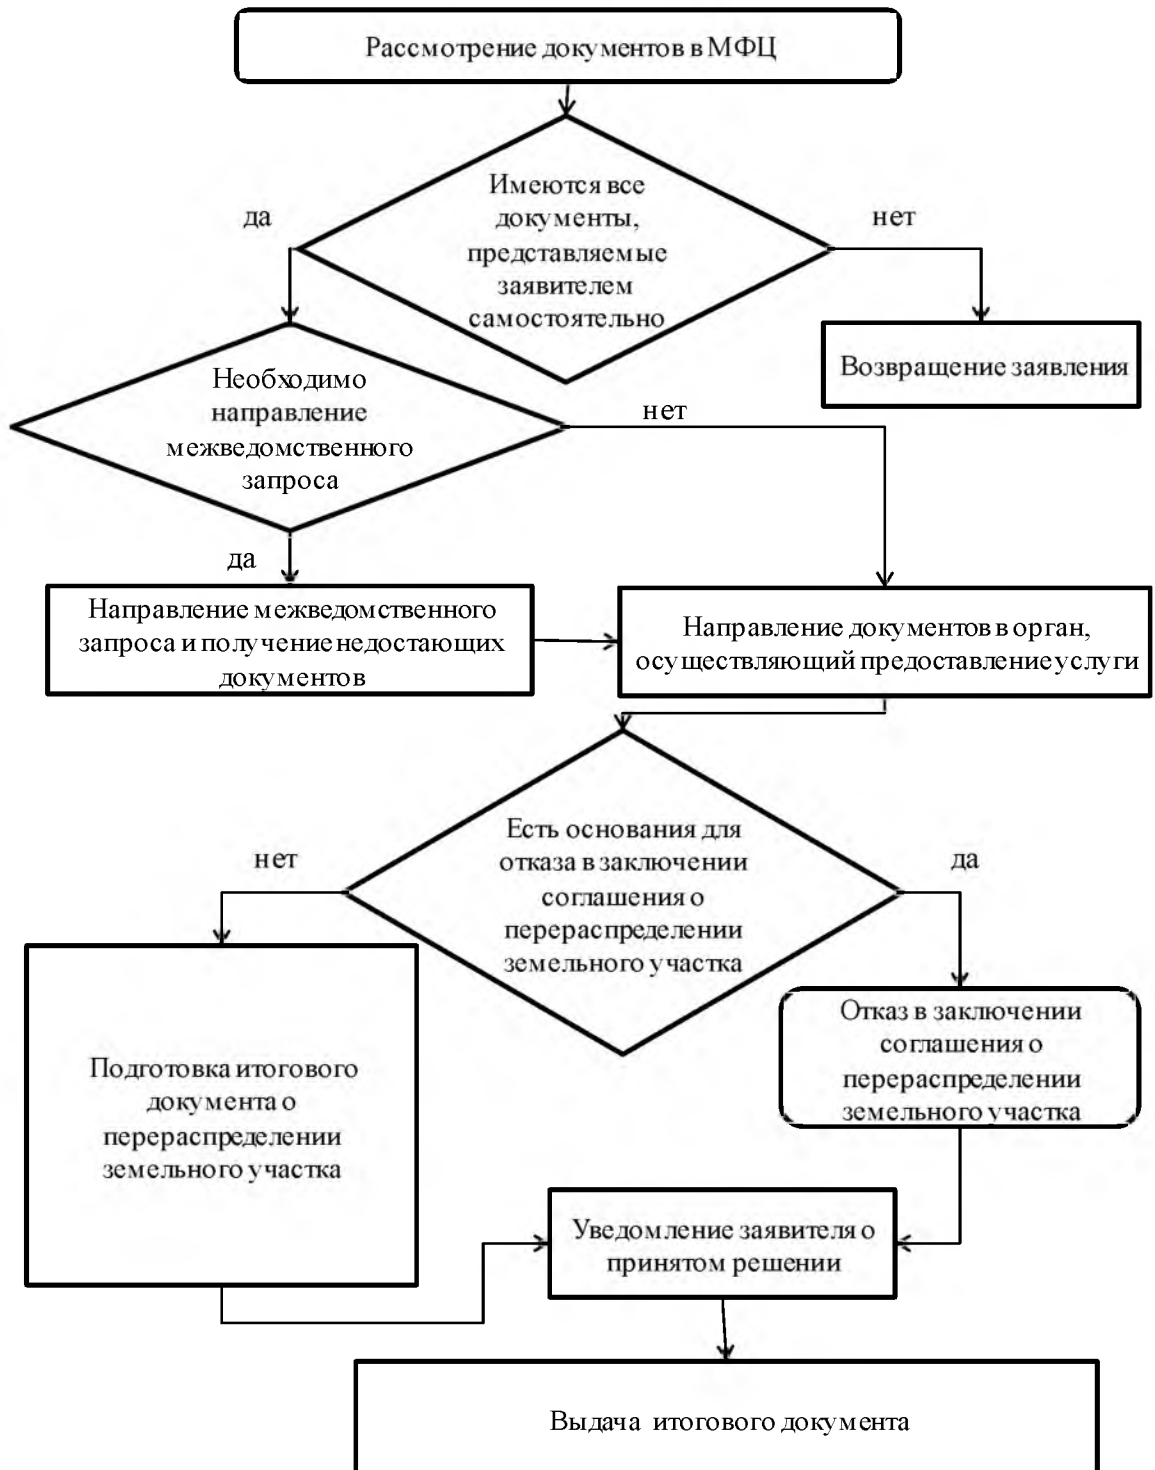 Рассмотрение документов в МФЦ
Имеются все
документы,
представляемые
заявителем
самостоятельно
да
нет
Возвращение заявления
Необходимо
направление
межведомственного
запроса
нет
да
Направление межведомственного
запроса и получение недостающих
документов
Направление документов в орган,
осуществляющий предоставление услуги
Есть основания для
отказа в заключении
соглашения о
перераспределении
земельного участка
нет
да
Подготовка итогового
документа о
перераспределении
земельного участка
Отказ в заключении
соглашения о
перераспределении
земельного участка
Уведомление заявителя о
принятом решении
Выдача итогового документа